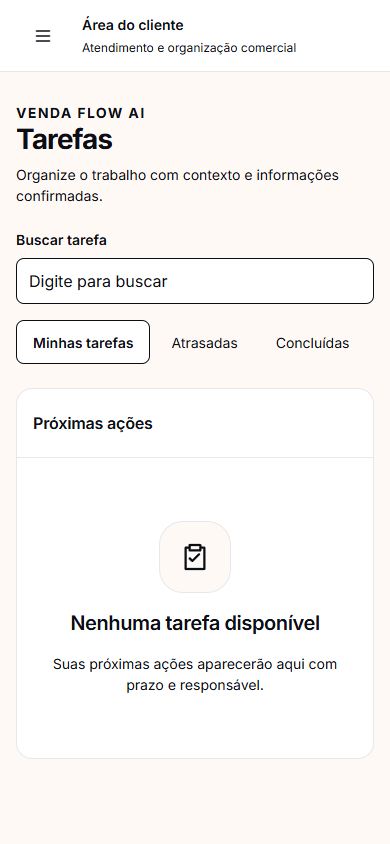 Área do cliente
Atendimento e organização comercial
VENDA FLOW AI
Tarefas
Organize o trabalho com contexto e informações
confirmadas.
Buscar tarefa
Digite para buscar
Minhas tarefas
Atrasadas
Concluídas
Próximas ações
Nenhuma tarefa disponível
Suas próximas ações aparecerão aqui com
prazo e responsável.